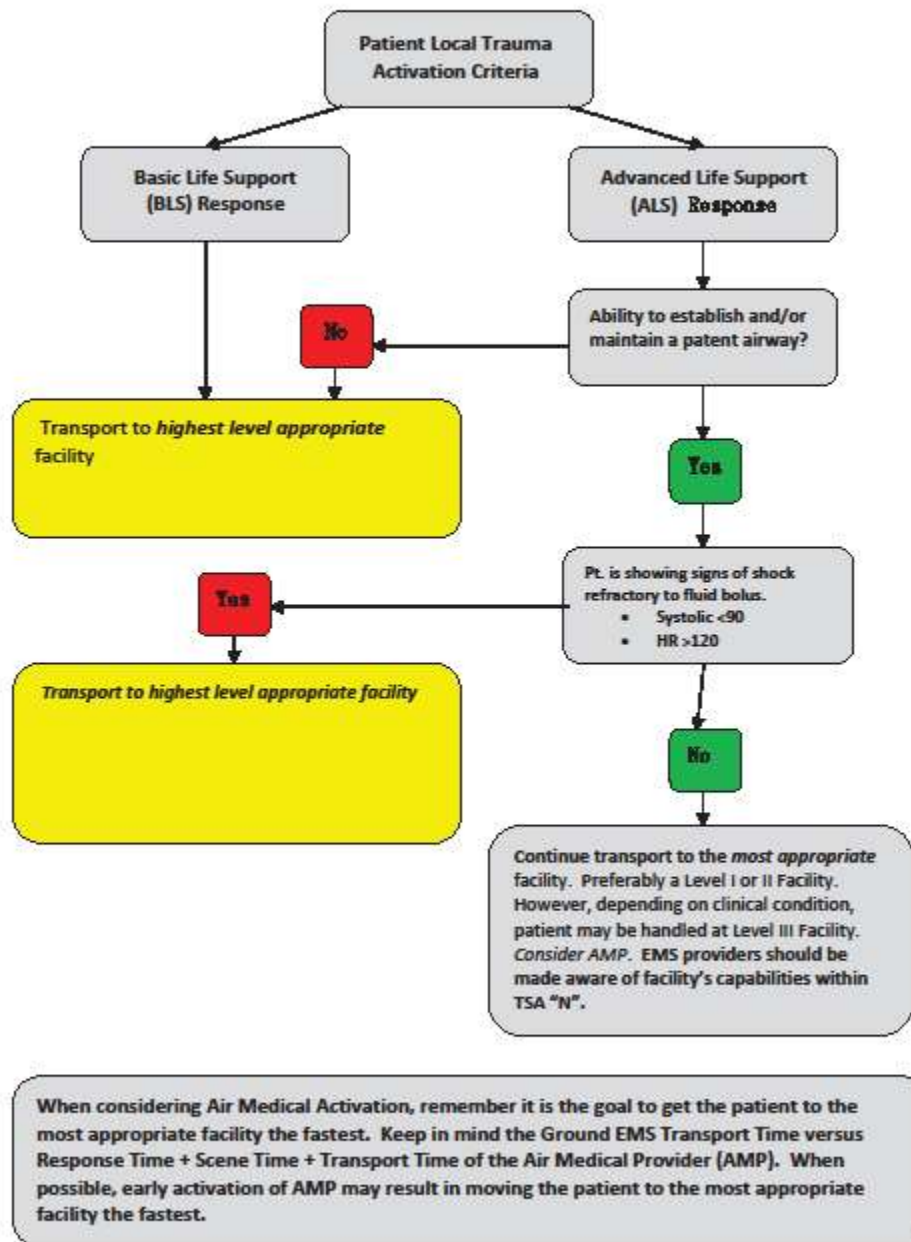 Patient Local Trauma
Activation Criteria
Basic Life Support
(BLS) Response
Advanced Life Support
(ALS) Response
Ability to establish and/or
maintain a patent airway?
No
Transport to highest level appropriate
facility
Yes
Pt. is showing signs of shock
refractory to fluid bolus.
• Systolic <90
• HR >120
Yes
Transport to highest level appropriate facility
No
Continue transport to the most appropriate
facility. Preferably a Level I or II Facility.
However, depending on clinical condition,
patient may be handled at Level III Facility.
Consider AMP. EMS providers should be
made aware of facility's capabilities within
TSA "N".
When considering Air Medical Activation, remember it is the goal to get the patient to the
most appropriate facility the fastest. Keep in mind the Ground EMS Transport Time versus
Response Time + Scene Time + Transport Time of the Air Medical Provider (AMP). When
possible, early activation of AMP may result in moving the patient to the most appropriate
facility the fastest.